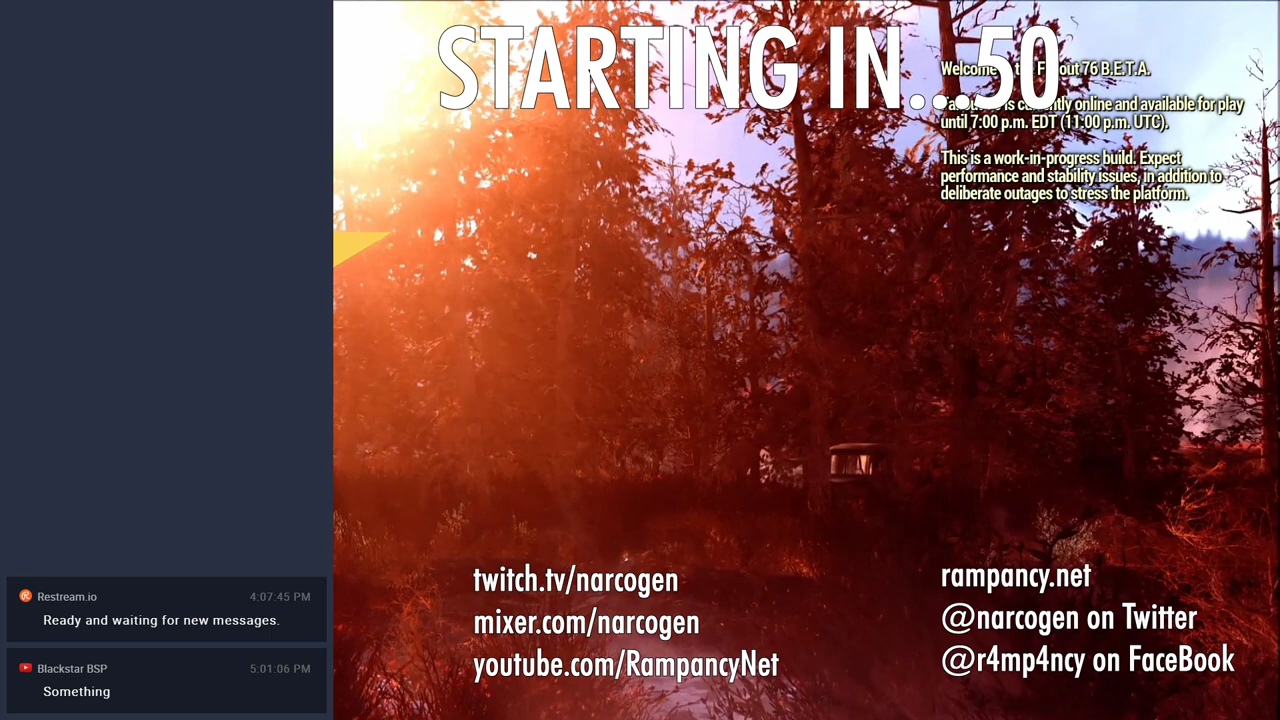 STARTING IN...50
Welcome Fallout 76 B.E.T.A.
is currently online and available for play
until 7:00 p.m. EDT (11:00 p.m. UTC).
This is a work-in-progress build. Expect
performance and stability issues, in addition to
deliberate outages to stress the platform.
twitch.tv/narcogen
mixer.com/narcogen
youtube.com/RampancyNet
rampancy.net
@narcogen on Twitter
@r4mp4ncy on FaceBook
Restream.io 4:07:45 PM
Ready and waiting for new messages.
Blackstar BSP 5:01:06 PM
Something